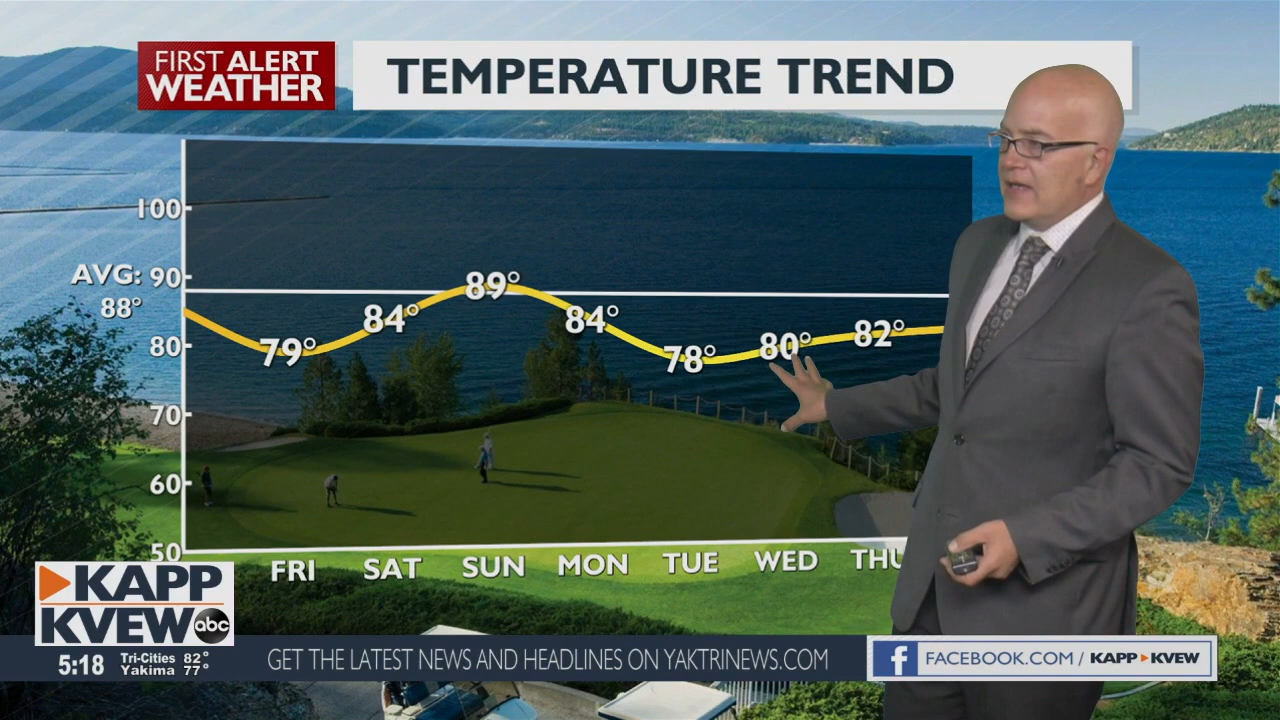 FIRST ALERT
WEATHER
TEMPERATURE TREND
100
AVG: 90
88°
80
70
60
50
79°
84°
89°
84°
78°
80°
82°
FRI SAT SUN MON TUE WED THU
KAPP
KVEW abc
5:18 Tri-Cities 82°
Yakima 77°
GET THE LATEST NEWS AND HEADLINES ON YAKTRINEWS.COM
f FACEBOOK.COM / KAPP KVEW